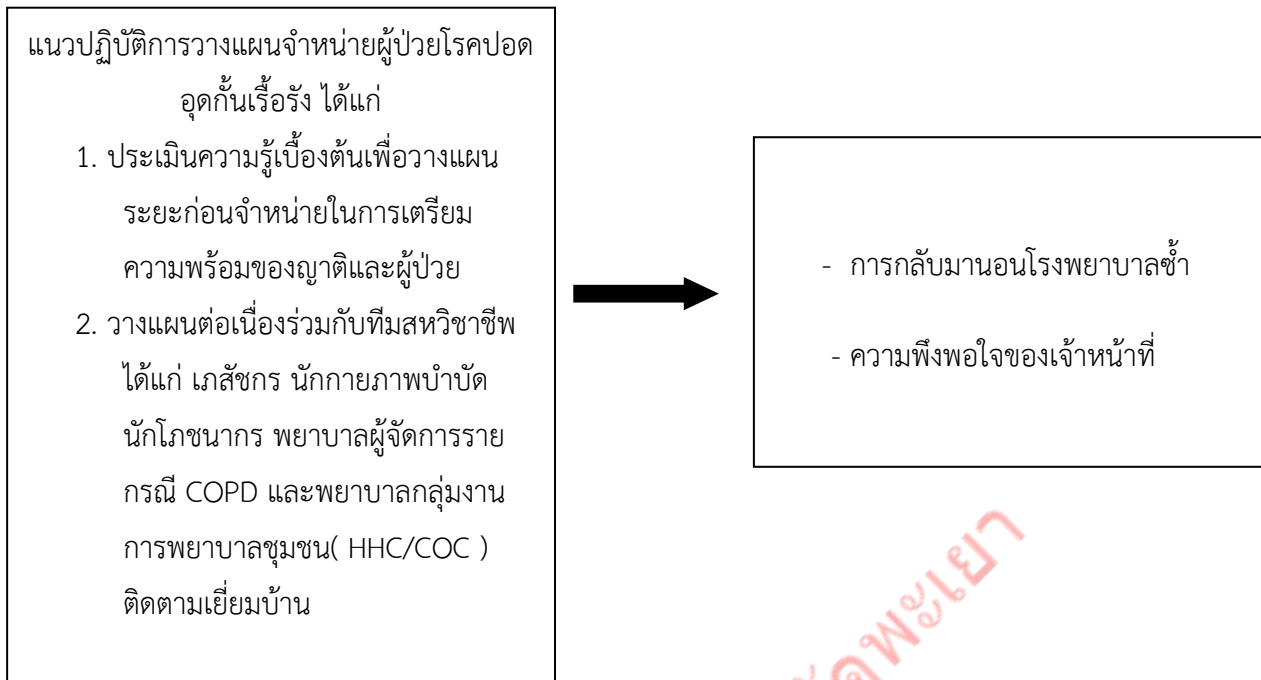 แนวปฏิบัติการวางแผนจำหน่ายผู้ป่วยโรคปอด
อุดกั้นเรื้อรัง ได้แก่
1. ประเมินความรู้เบื้องต้นเพื่อวางแผน
ระยะก่อนจำหน่ายในการเตรียม
ความพร้อมของญาติและผู้ป่วย
2. วางแผนต่อเนื่องร่วมกับทีมสหวิชาชีพ
ได้แก่ เภสัชกร นักกายภาพบำบัด
นักโภชนากร พยาบาลผู้จัดการราย
กรณี COPD และพยาบาลกลุ่มงาน
การพยาบาลชุมชน( HHC/COC )
ติดตามเยี่ยมบ้าน
- การกลับมานอนโรงพยาบาลซ้ำ
- ความพึงพอใจของเจ้าหน้าที่